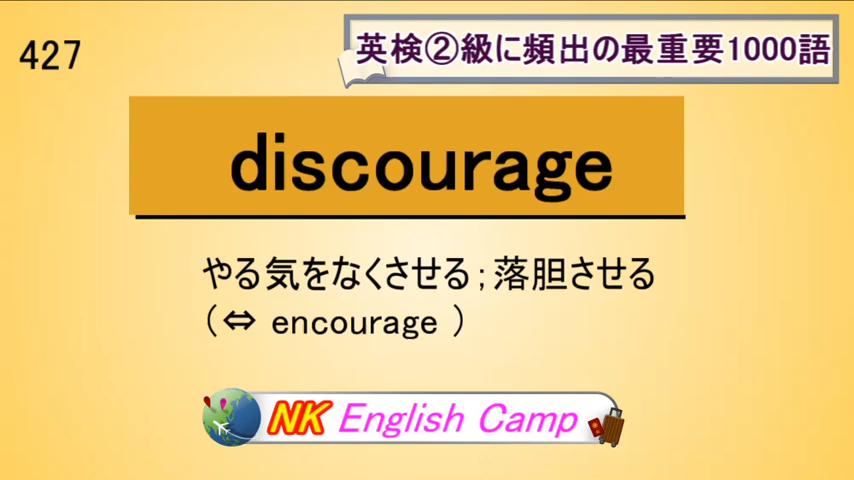 427
英検②級に頻出の最重要1000語
discourage
やる気をなくさせる；落胆させる
（⇔ encourage ）
NK English Camp